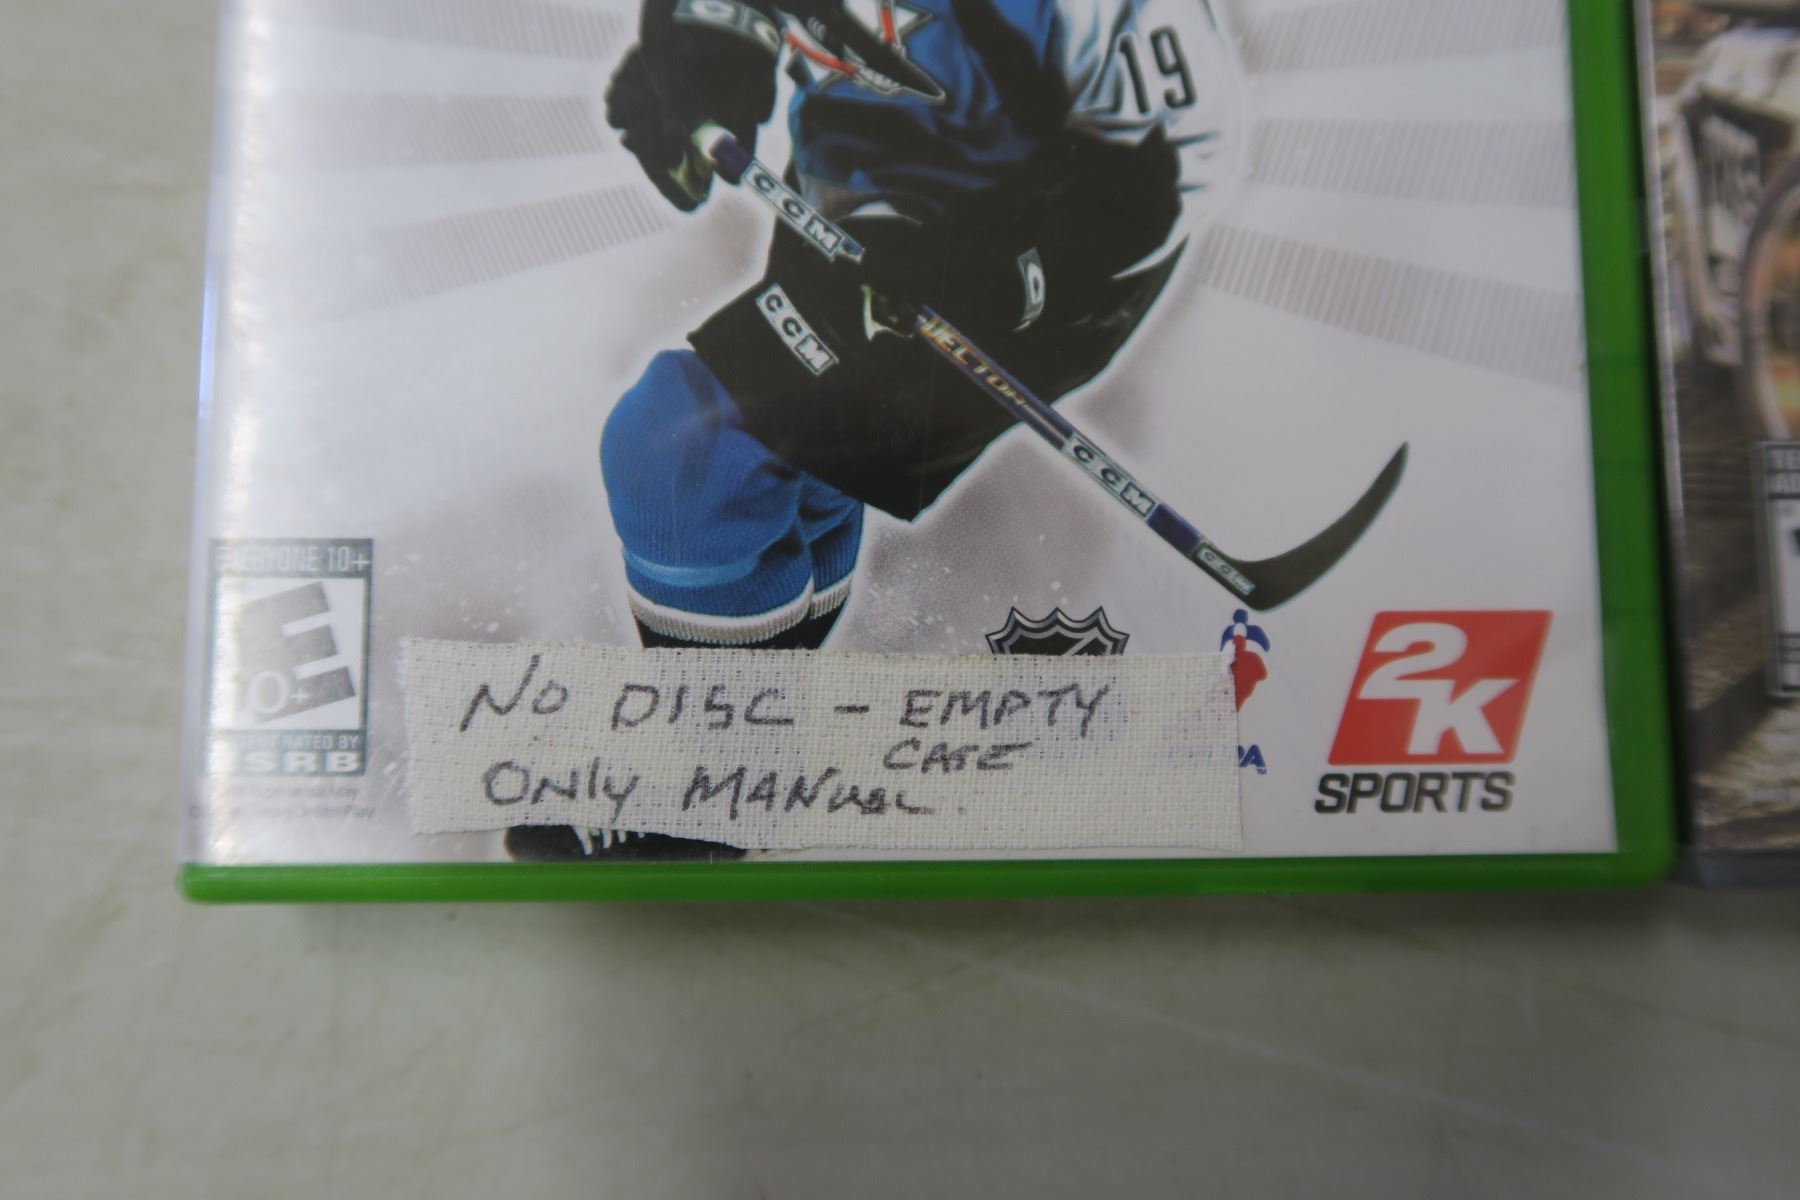 19
CCM
CCM
VECTOR
CCM
CCM
EVERYONE 10+
E
10+
CONTENT RATED BY
ESRB
NO DISC - EMPTY
CASE
ONLY MANUAL.
2K
SPORTS